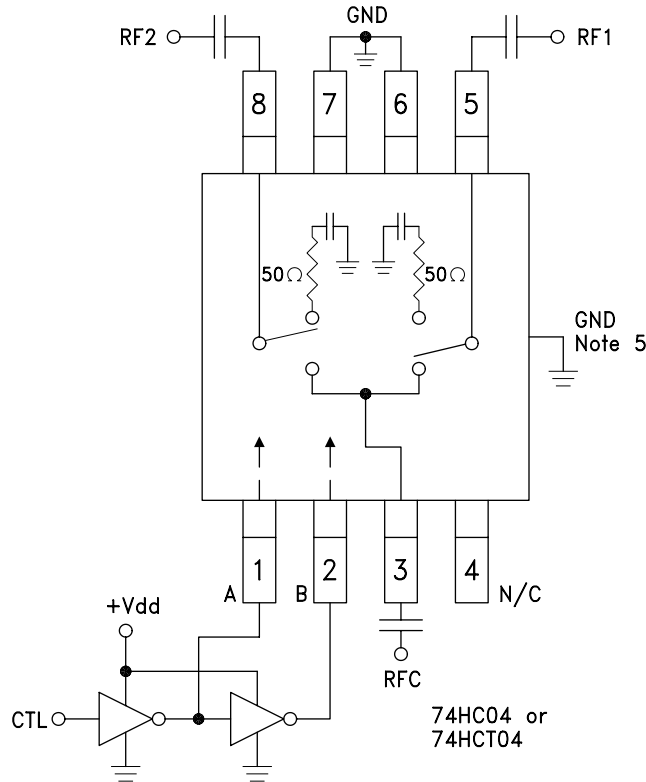 GND
RF2
RF1
8
7
6
5
50Ω
50Ω
GND
Note 5
1
2
3
4
A
B
N/C
+Vdd
RFC
CTL
74HC04 or
74HCT04